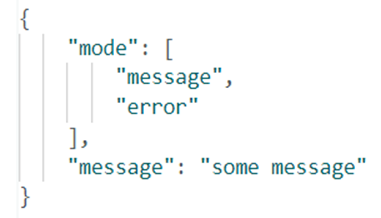 {
    "mode": [
        "message",
        "error"
    ],
    "message": "some message"
}